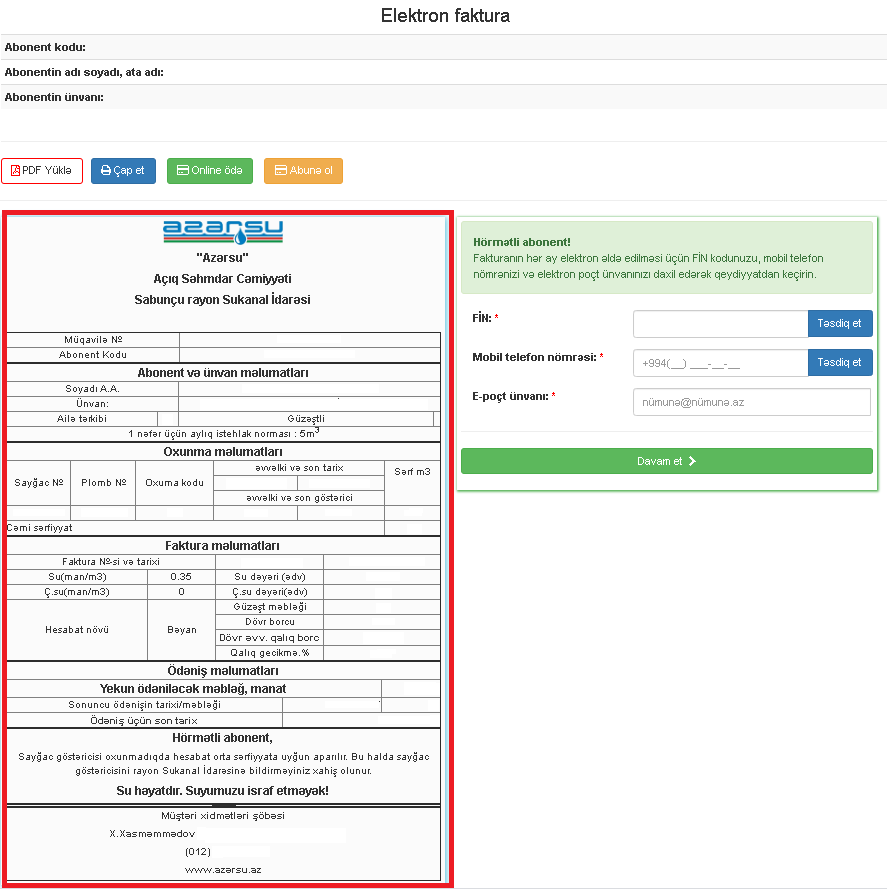 Elektron faktura
Abonent kodu:
Abonentin adı soyadı, ata adı:
Abonentin ünvanı:
PDF Yüklə
Çap et
Online ödə
Abunə ol
azərsu
"Azərsu"
Açıq Səhmdar Cəmiyyəti
Sabunçu rayon Sukanal İdarəsi
Müqavilə №
Abonent Kodu
Abonent və ünvan məlumatları
Soyadı A.A.
Ünvan:
Ailə tərkibi Güzəştli
1 nəfər üçün aylıq istehlak norması : 5m3
Oxunma məlumatları
Sayğac № Plomb № Oxuma kodu əvvəlki və son tarix Sərf m3
əvvəlki və son göstərici
Cəmi sərfiyyat
Faktura məlumatları
Faktura №-si və tarixi
Su(man/m3) 0.35 Su dəyəri (ədv)
Ç.su(man/m3) 0 Ç.su dəyəri(ədv)
Hesabat növü Bəyan Güzəşt məbləği
Dövr borcu
Dövr əvv. qalıq borc
Qalıq gecikmə.%
Ödəniş məlumatları
Yekun ödəniləcək məbləğ, manat
Sonuncu ödənişin tarixi/məbləği
Ödəniş üçün son tarix
Hörmətli abonent,
Sayğac göstəricisi oxunmadıqda hesabat orta sərfiyyata uyğun aparılır. Bu halda sayğac
göstəricisini rayon Sukanal İdarəsinə bildirməyiniz xahiş olunur.
Su həyatdır. Suyumuzu israf etməyək!
Müştəri xidmətləri şöbəsi
X.Xasməmmədov
(012)
www.azərsu.az
Hörmətli abonent!
Fakturanın hər ay elektron əldə edilməsi üçün FİN kodunuzu, mobil telefon
nömrənizi və elektron poçt ünvanınızı daxil edərək qeydiyyatdan keçirin.
FİN: * Təsdiq et
Mobil telefon nömrəsi: * +994(__) ___-__-__ Təsdiq et
E-poçt ünvanı: * nümunə@nümunə.az
Davam et